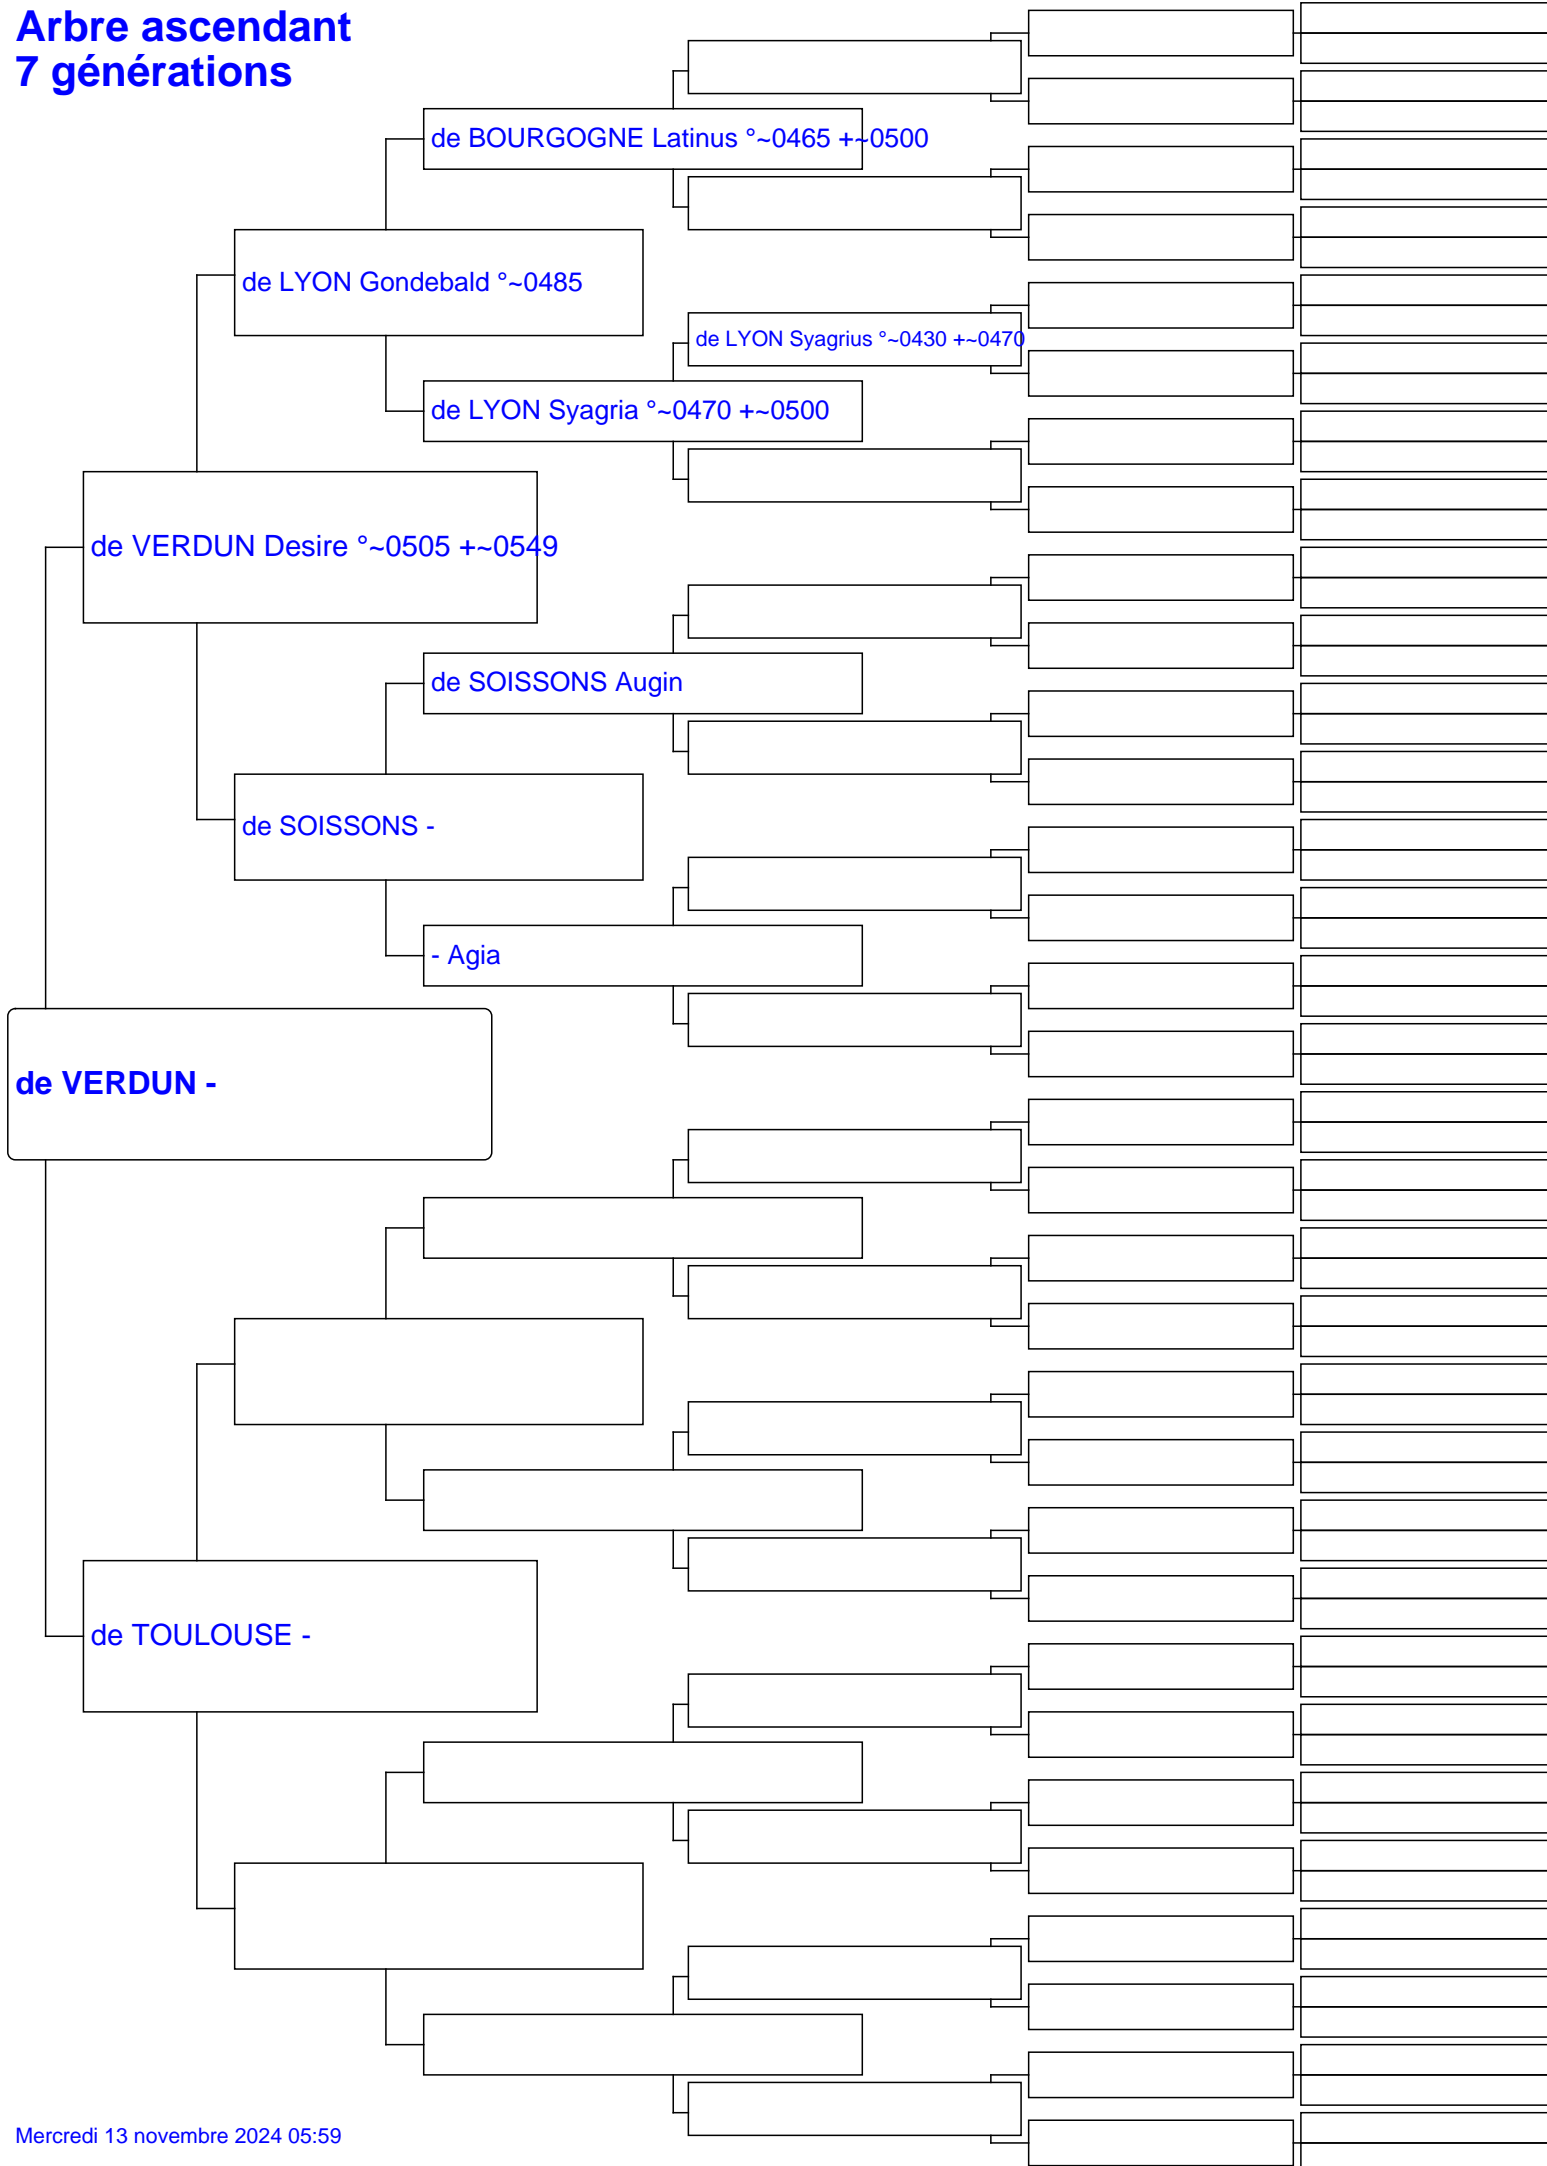 Arbre ascendant
7 générations
de BOURGOGNE Latinus °~0465 +~0500
de LYON Gondebald °~0485
de LYON Syagrius °~0430 +~0470
de LYON Syagria °~0470 +~0500
de VERDUN Desire °~0505 +~0549
de SOISSONS Augin
de SOISSONS -
- Agia
de VERDUN -
de TOULOUSE -
Mercredi 13 novembre 2024 05:59